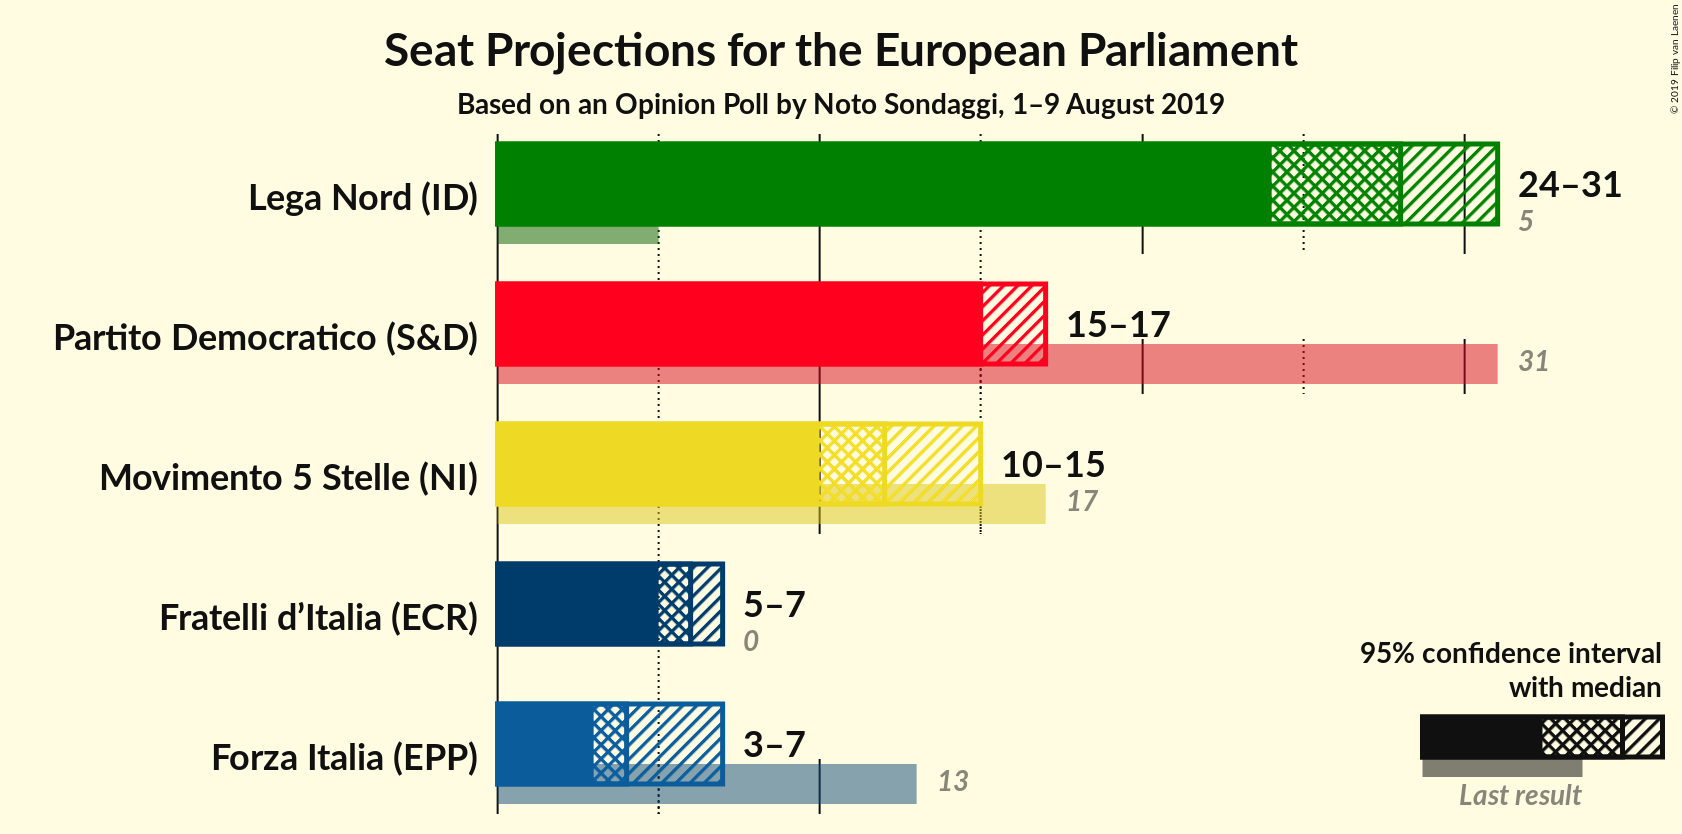 Seat Projections for the European Parliament
Based on an Opinion Poll by Noto Sondaggi, 1–9 August 2019
© 2019 Filip van Laenen
Lega Nord (ID)
24–31
5
Partito Democratico (S&D)
15–17
31
Movimento 5 Stelle (NI)
10–15
17
Fratelli d’Italia (ECR)
5–7
0
Forza Italia (EPP)
3–7
13
95% confidence interval
with median
Last result